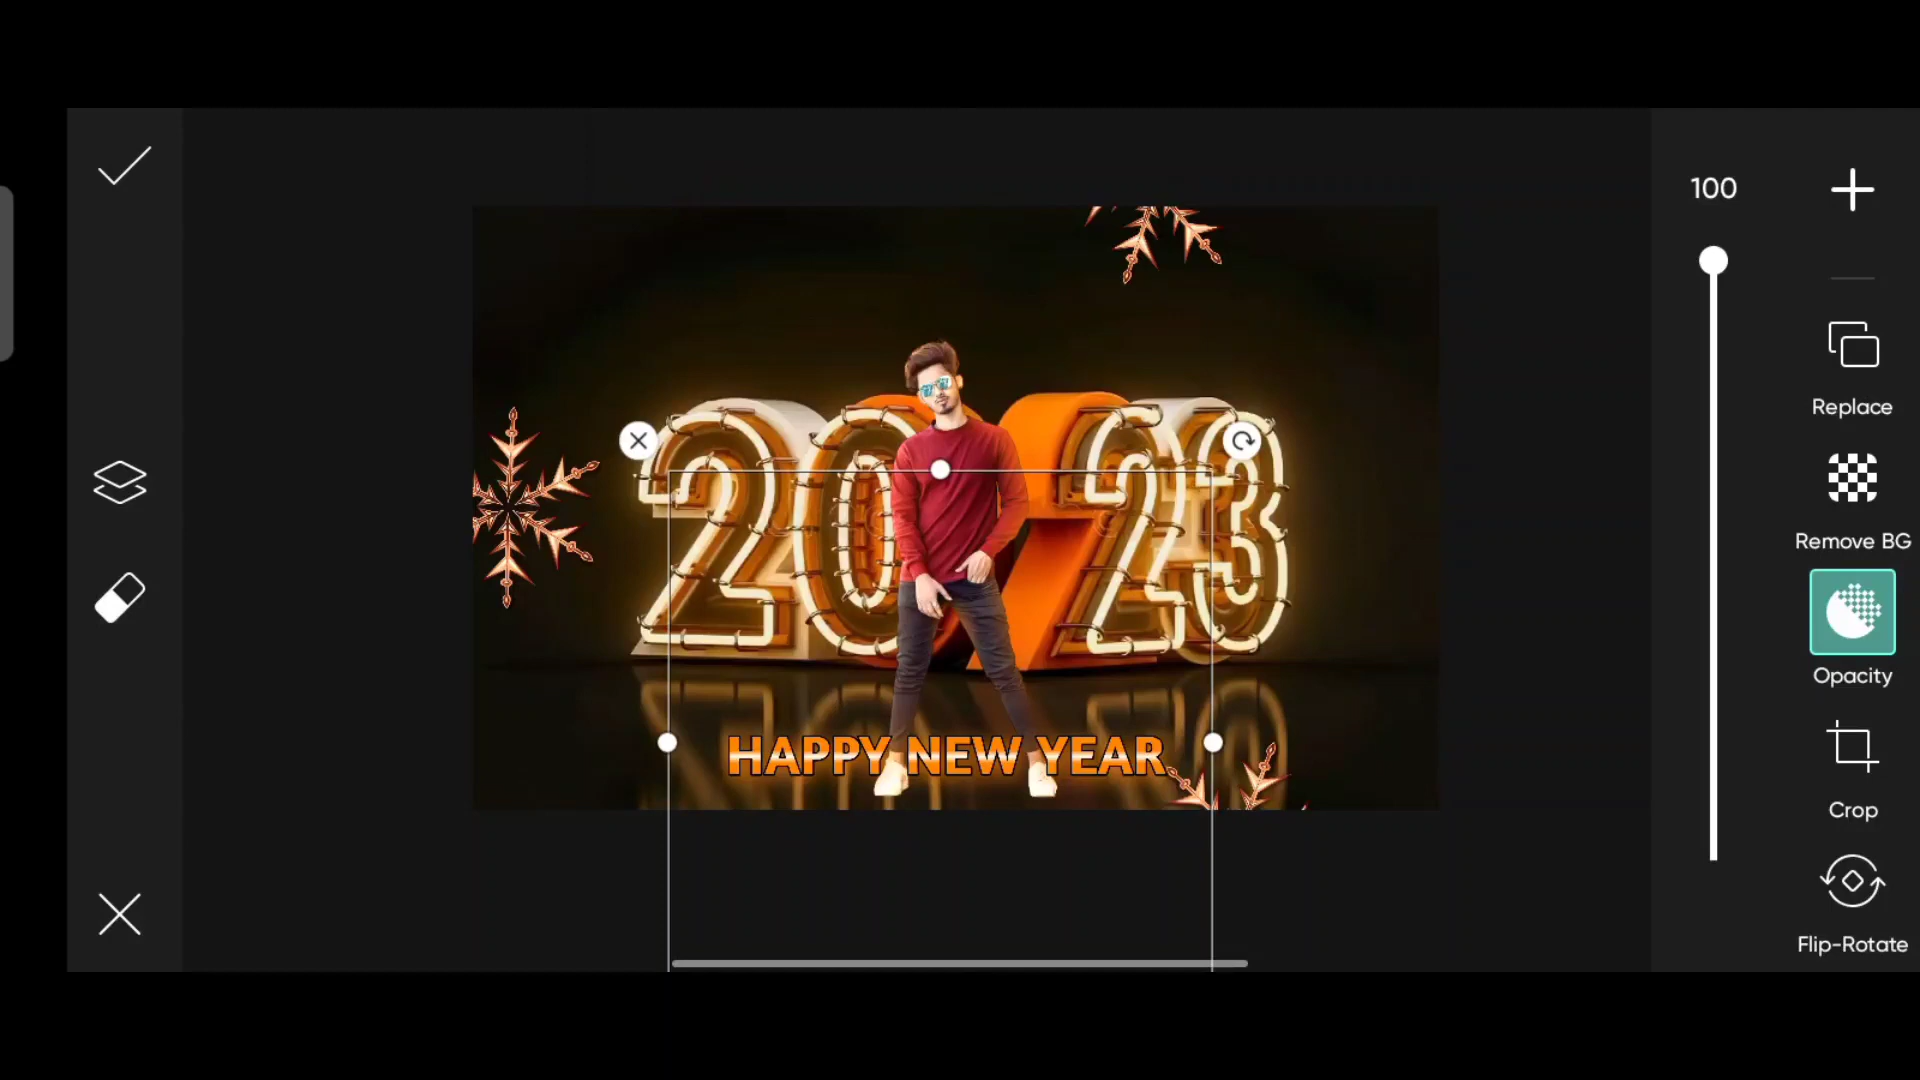 100
Replace
2023
Remove BG
Opacity
HAPPY NEW YEAR
Crop
Flip-Rotate